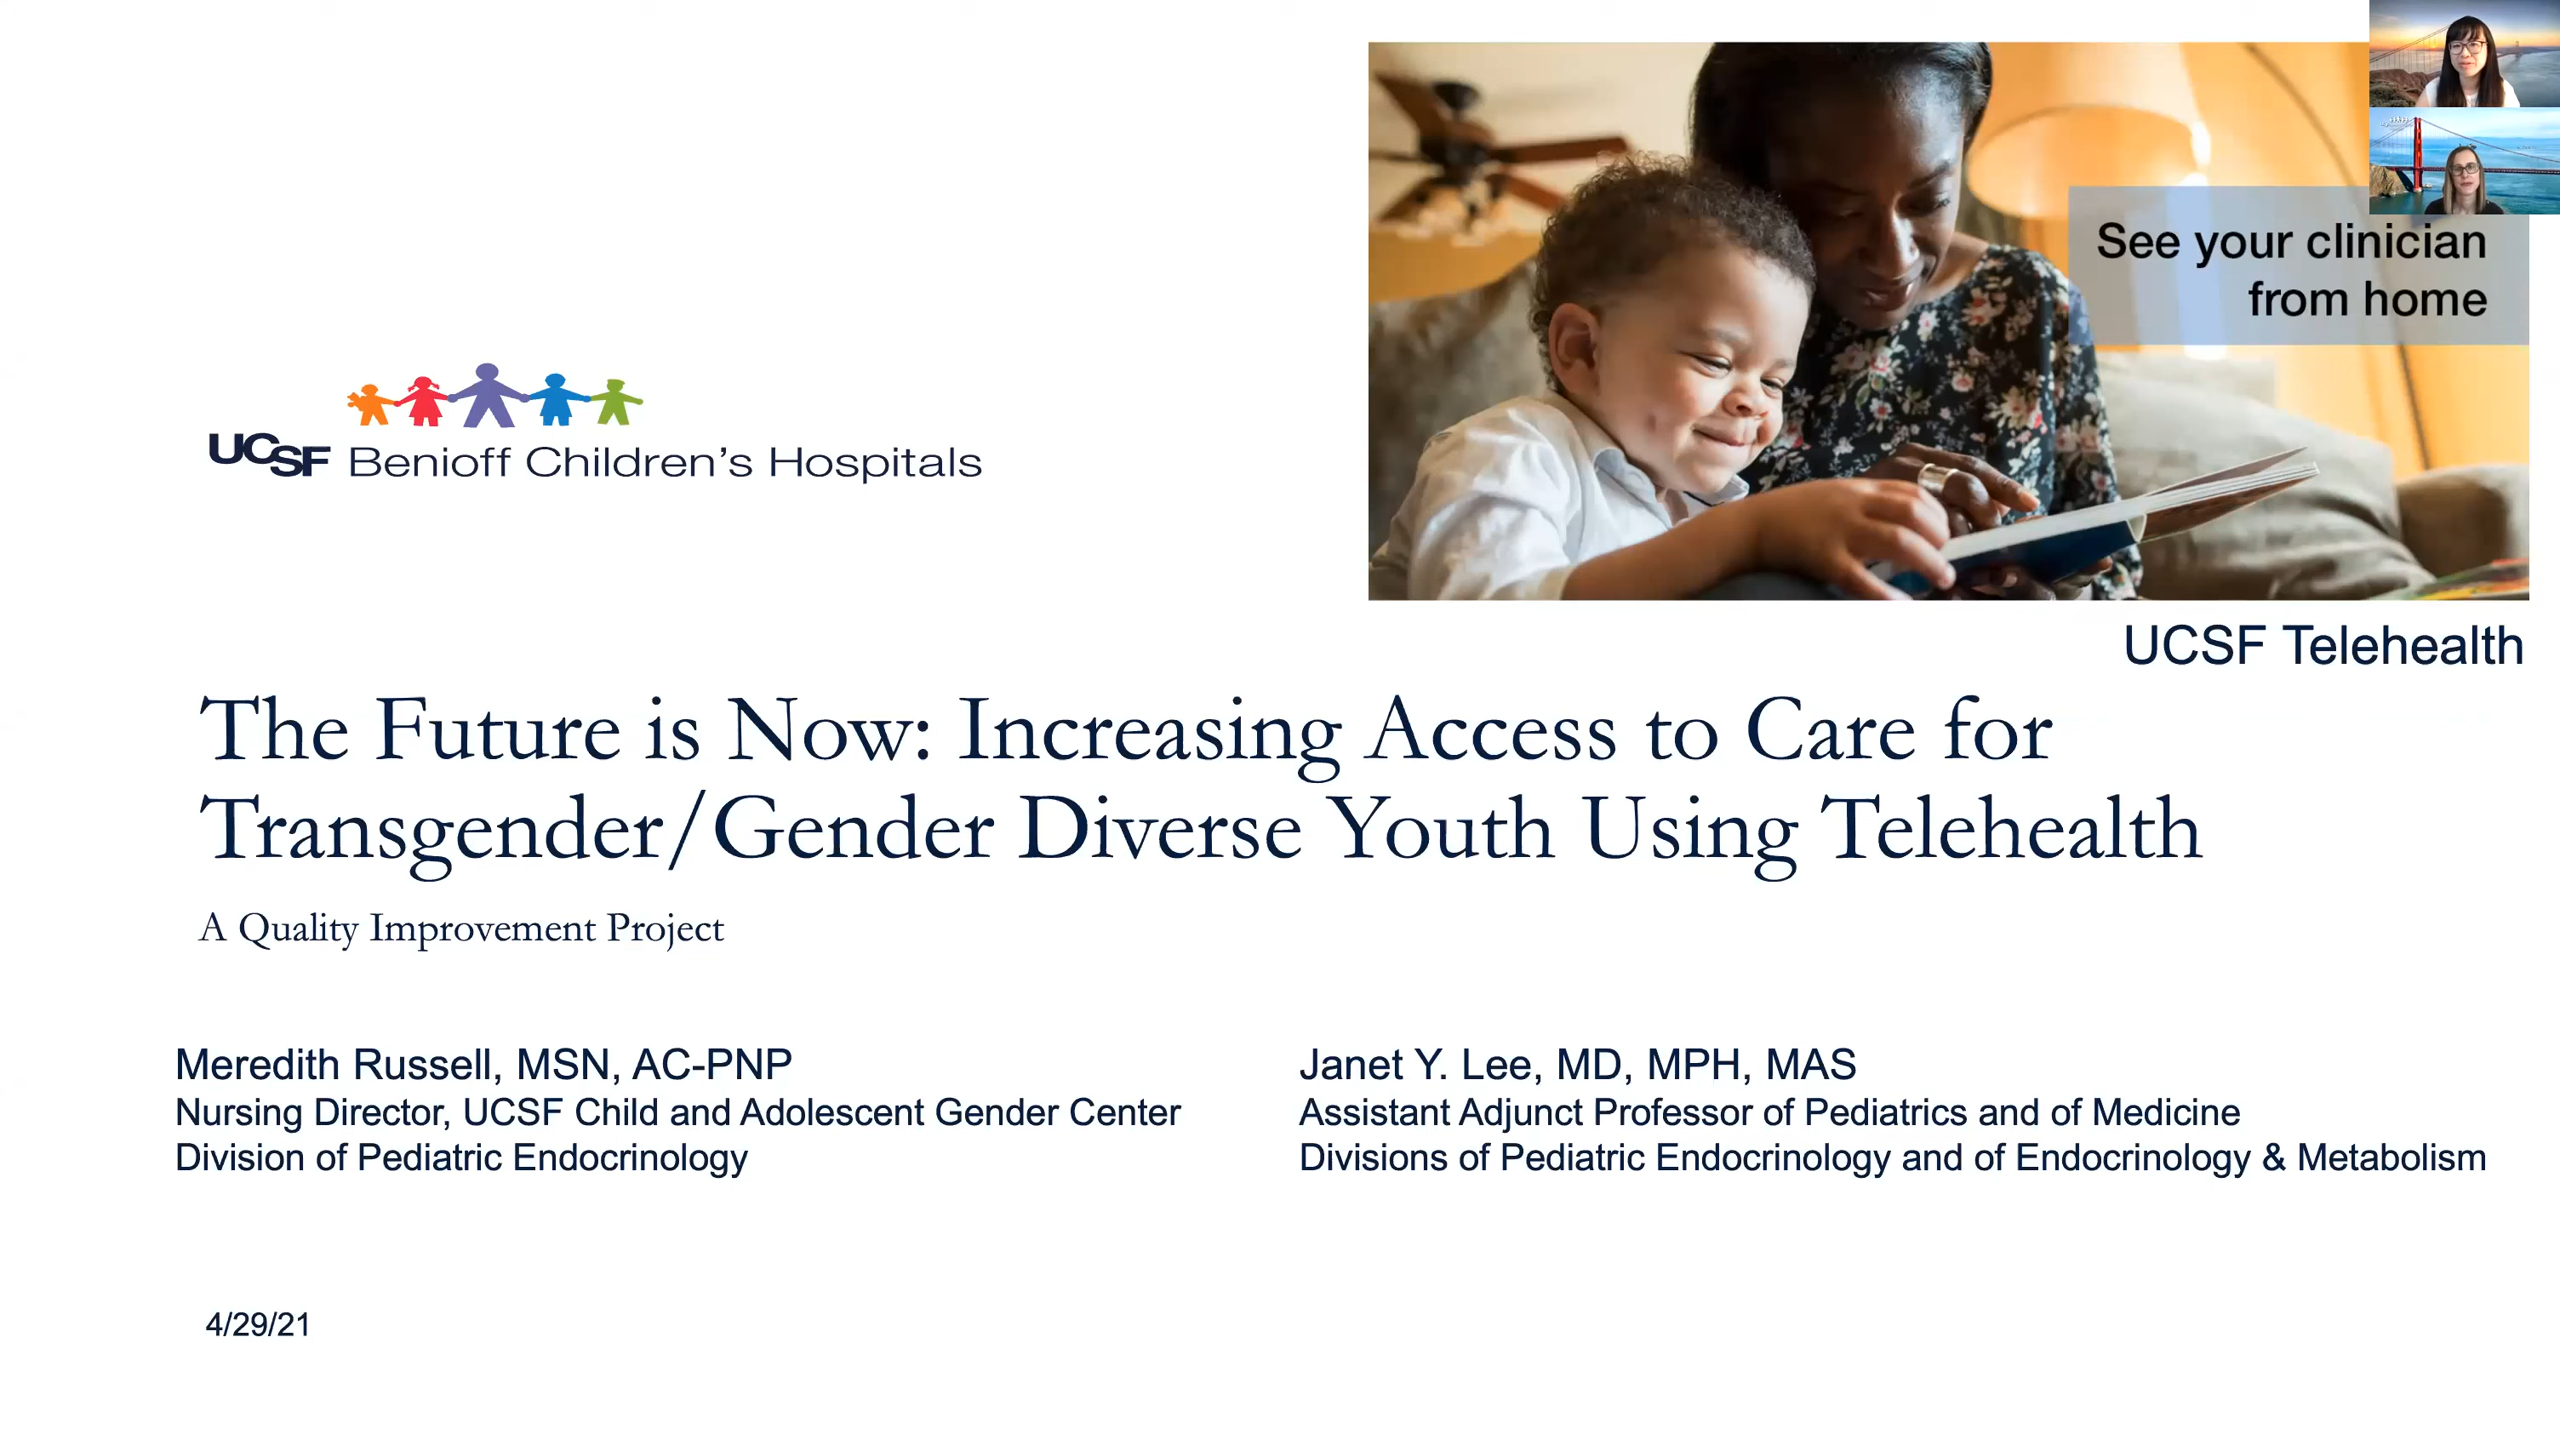 See your clinician
from home
UCSF Benioff Children's Hospitals
UCSF Telehealth
The Future is Now: Increasing Access to Care for
Transgender/Gender Diverse Youth Using Telehealth
A Quality Improvement Project
Meredith Russell, MSN, AC-PNP
Nursing Director, UCSF Child and Adolescent Gender Center
Division of Pediatric Endocrinology
Janet Y. Lee, MD, MPH, MAS
Assistant Adjunct Professor of Pediatrics and of Medicine
Divisions of Pediatric Endocrinology and of Endocrinology & Metabolism
4/29/21